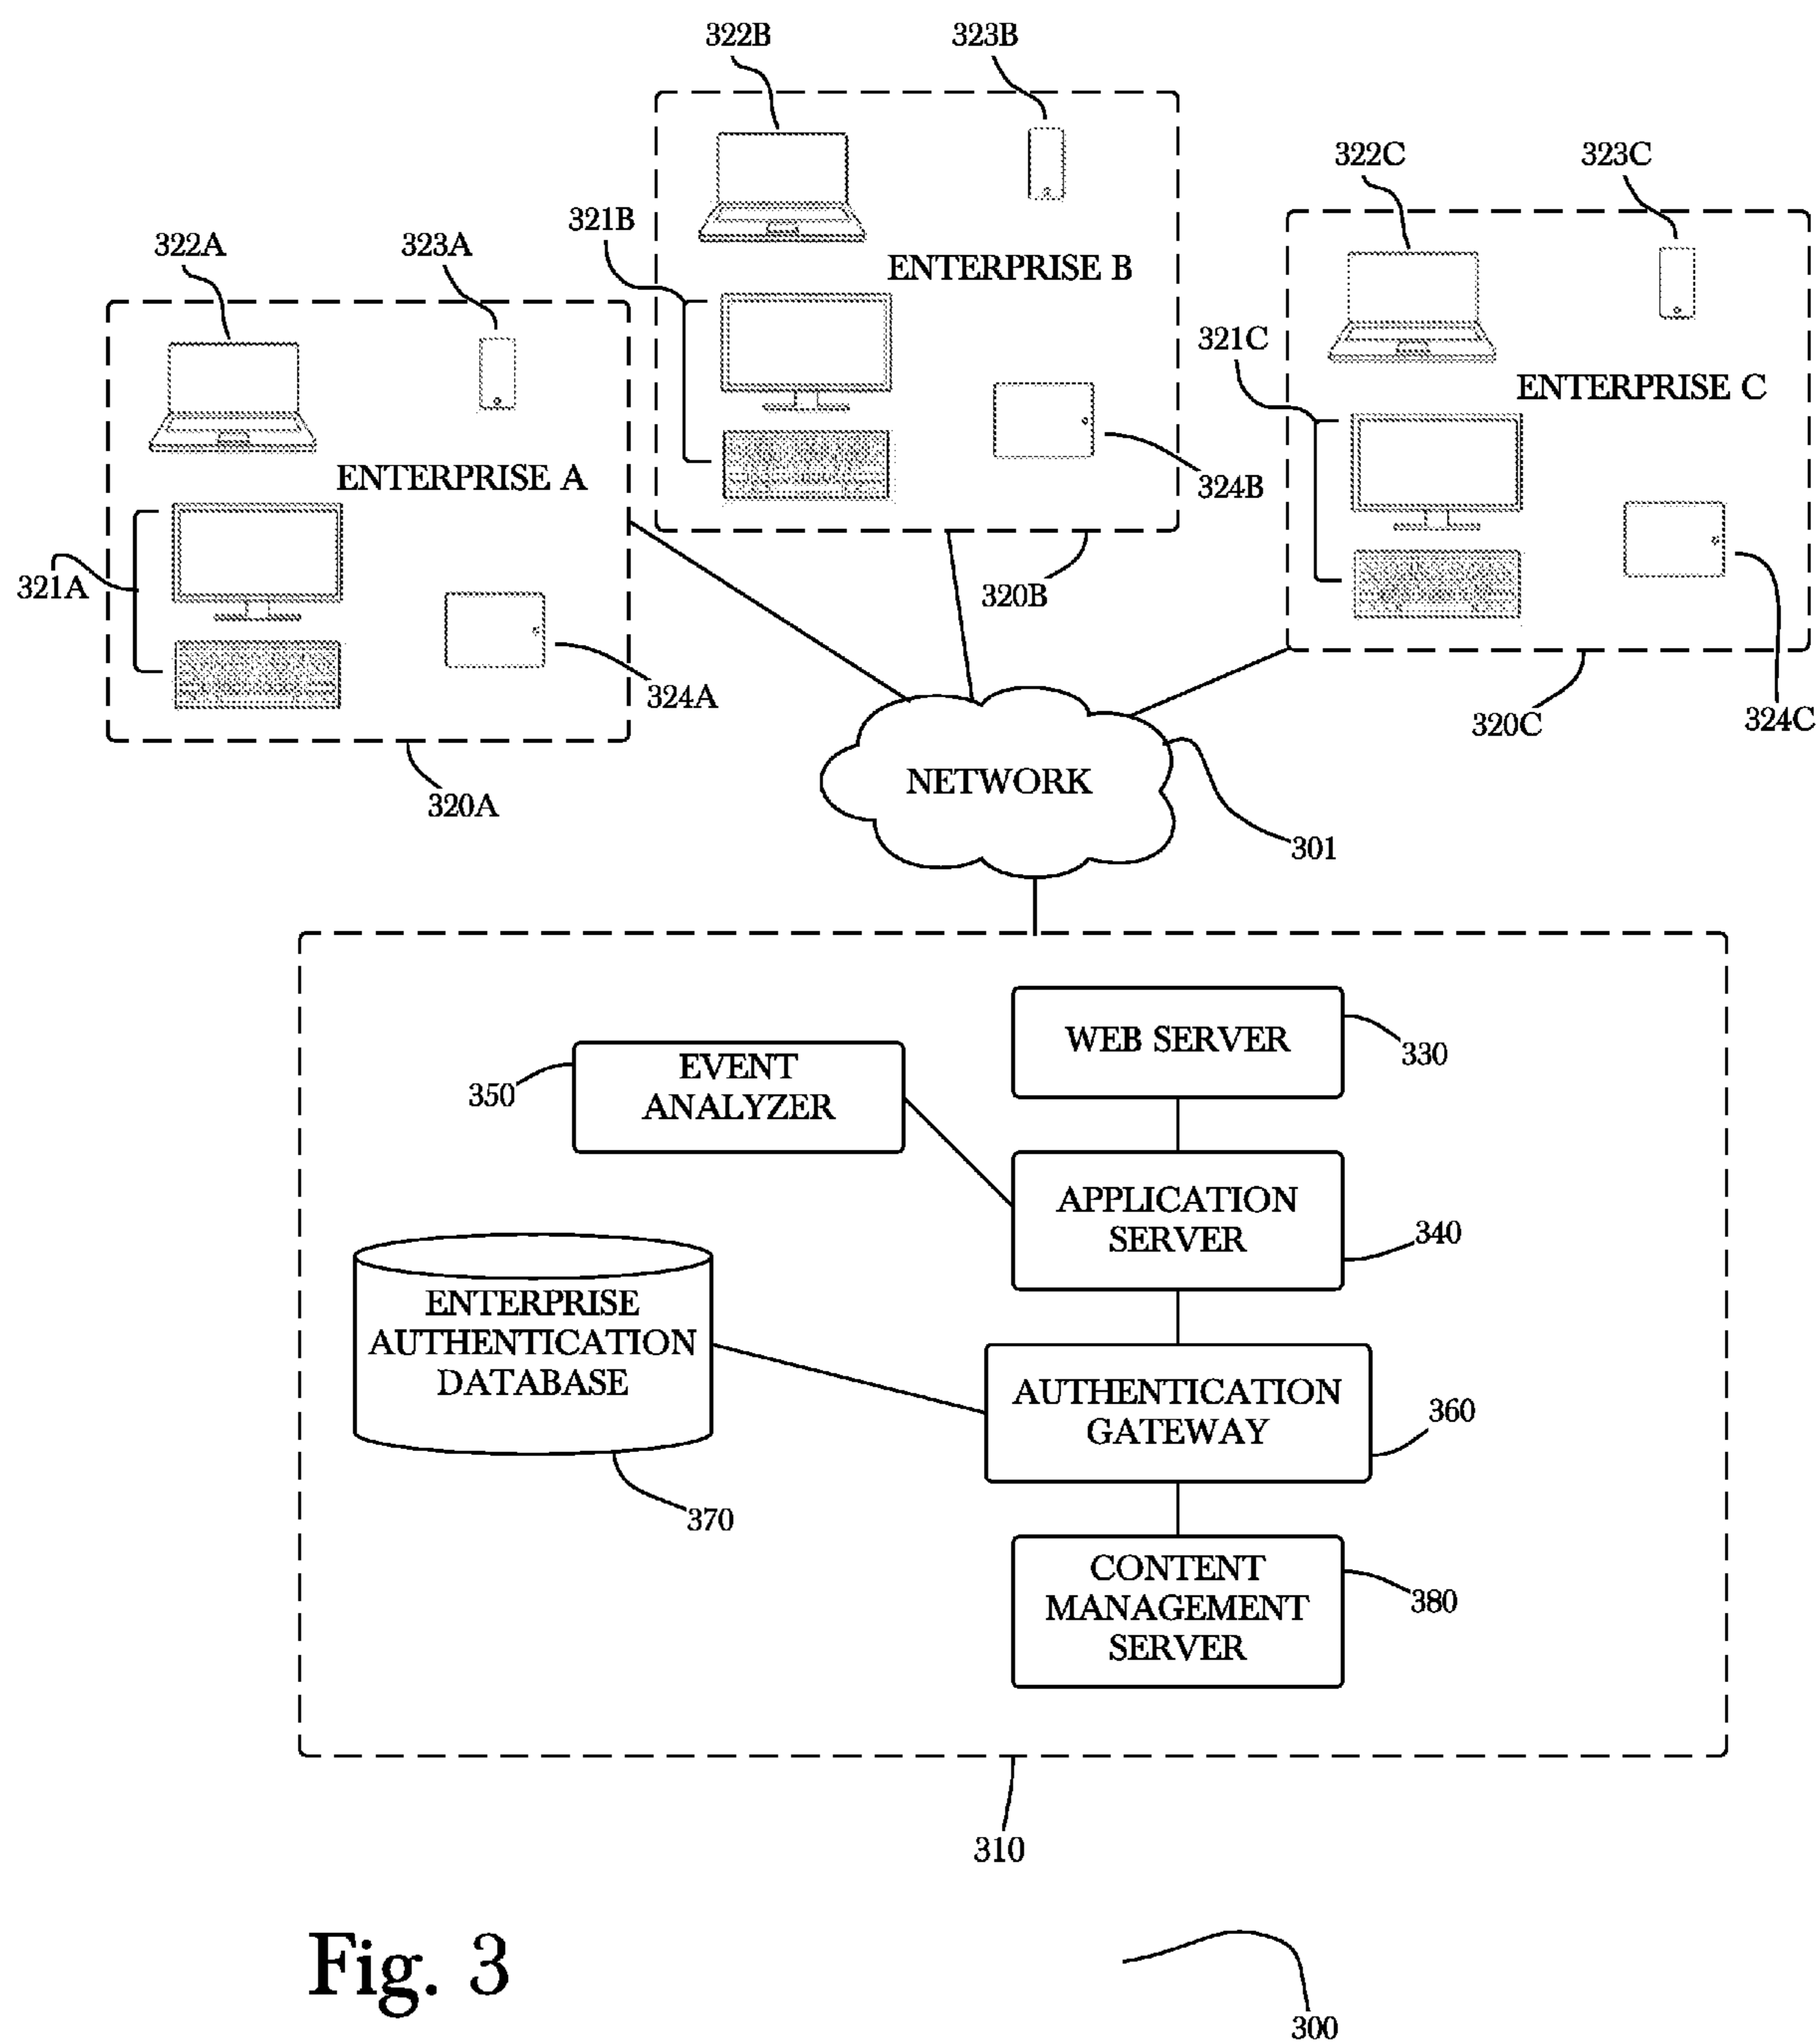 322B
323B
322C
323C
321B
322A
323A
ENTERPRISE B
321C
ENTERPRISE C
ENTERPRISE A
324B
321A
320B
324A
320C
324C
320A
NETWORK
301
WEB SERVER
330
EVENT
ANALYZER
350
APPLICATION
SERVER
340
ENTERPRISE
AUTHENTICATION
DATABASE
AUTHENTICATION
GATEWAY
360
370
CONTENT
MANAGEMENT
SERVER
380
310
Fig. 3
300